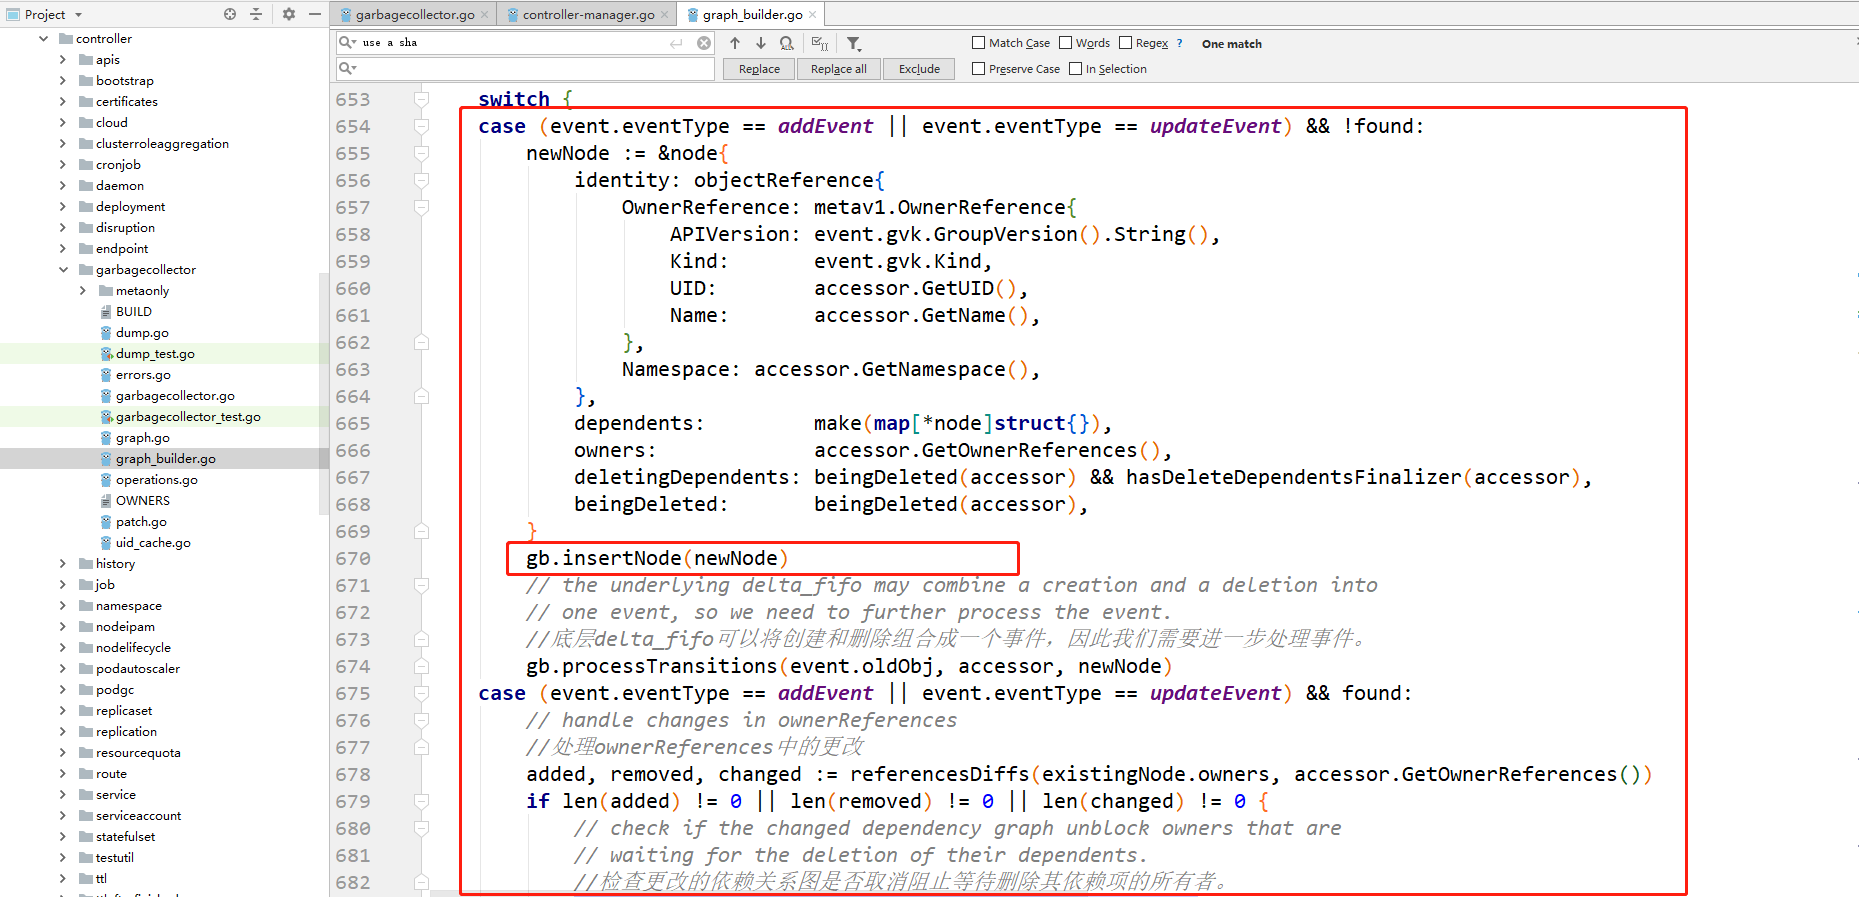 Project
garbagecollector.go
controller-manager.go
graph_builder.go
use a sha
Match Case
Words
Regex
?
One match
Replace
Replace all
Exclude
Preserve Case
In Selection
controller
apis
bootstrap
certificates
cloud
clusterroleaggregation
cronjob
daemon
deployment
disruption
endpoint
garbagecollector
metaonly
BUILD
dump.go
dump_test.go
errors.go
garbagecollector.go
garbagecollector_test.go
graph.go
graph_builder.go
operations.go
OWNERS
patch.go
uid_cache.go
history
job
namespace
nodeipam
nodelifecycle
podautoscaler
podgc
replicaset
replication
resourcequota
route
service
serviceaccount
statefulset
testutil
ttl
653 switch {
654 case (event.eventType == addEvent || event.eventType == updateEvent) && !found:
655 newNode := &node{
656 identity: objectReference{
657 OwnerReference: metav1.OwnerReference{
658 APIVersion: event.gvk.GroupVersion().String(),
659 Kind: event.gvk.Kind,
660 UID: accessor.GetUID(),
661 Name: accessor.GetName(),
662 },
663 Namespace: accessor.GetNamespace(),
664 },
665 dependents: make(map[*node]struct{}),
666 owners: accessor.GetOwnerReferences(),
667 deletingDependents: beingDeleted(accessor) && hasDeleteDependentsFinalizer(accessor),
668 beingDeleted: beingDeleted(accessor),
669 }
670 gb.insertNode(newNode)
671 // the underlying delta_fifo may combine a creation and a deletion into
672 // one event, so we need to further process the event.
673 //底层delta_fifo可以将创建和删除组合成一个事件，因此我们需要进一步处理事件。
674 gb.processTransitions(event.oldObj, accessor, newNode)
675 case (event.eventType == addEvent || event.eventType == updateEvent) && found:
676 // handle changes in ownerReferences
677 //处理ownerReferences中的更改
678 added, removed, changed := referencesDiffs(existingNode.owners, accessor.GetOwnerReferences())
679 if len(added) != 0 || len(removed) != 0 || len(changed) != 0 {
680 // check if the changed dependency graph unblock owners that are
681 // waiting for the deletion of their dependents.
682 //检查更改的依赖关系图是否取消阻止等待删除其依赖项的所有者。